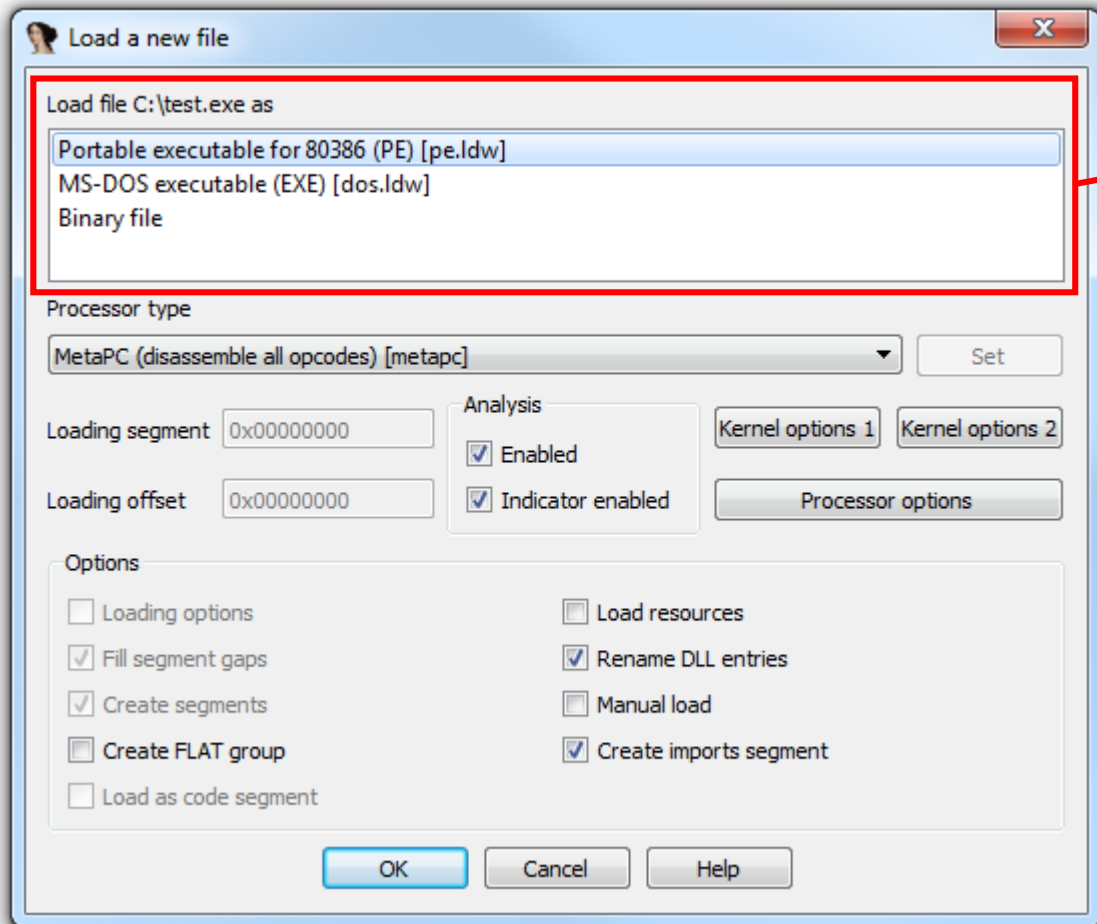 Load a new file
Load file C:\test.exe as
Portable executable for 80386 (PE) [pe.ldw]
MS-DOS executable (EXE) [dos.ldw]
Binary file
Processor type
MetaPC (disassemble all opcodes) [metapc]
Set
Loading segment 0x00000000
Loading offset 0x00000000
Analysis
Enabled
Indicator enabled
Kernel options 1 Kernel options 2
Processor options
Options
Loading options
Fill segment gaps
Create segments
Create FLAT group
Load as code segment
Load resources
Rename DLL entries
Manual load
Create imports segment
OK Cancel Help